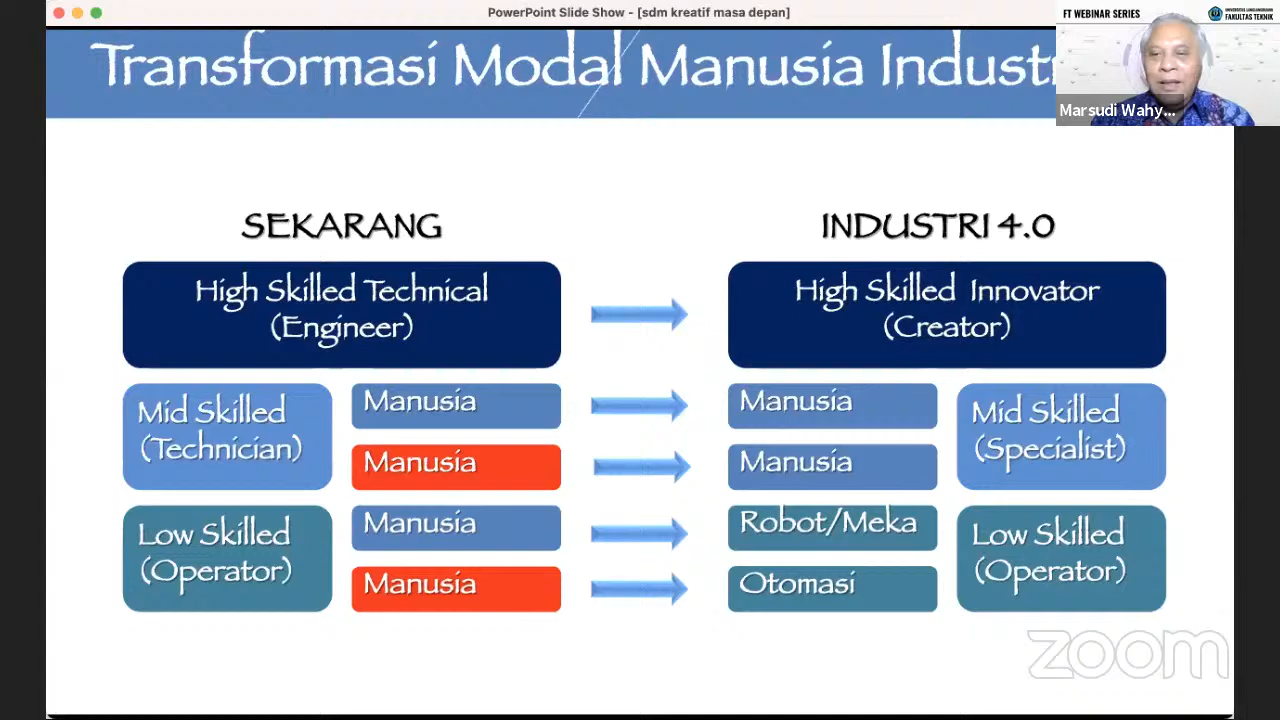 PowerPoint Slide Show - [sdm kreatif masa depan]
FT WEBINAR SERIES
UNIVERSITAS LANGLANGBUANA
FAKULTAS TEKNIK
Transformasi Modal Manusia Indust
Marsudi Wahy...
SEKARANG
INDUSTRI 4.0
High Skilled Technical
(Engineer)
High Skilled Innovator
(Creator)
Mid Skilled
(Technician)
Manusia
Manusia
Manusia
Manusia
Mid Skilled
(Specialist)
Low Skilled
(Operator)
Manusia
Manusia
Robot/Meka
Otomasi
Low Skilled
(Operator)
zoom